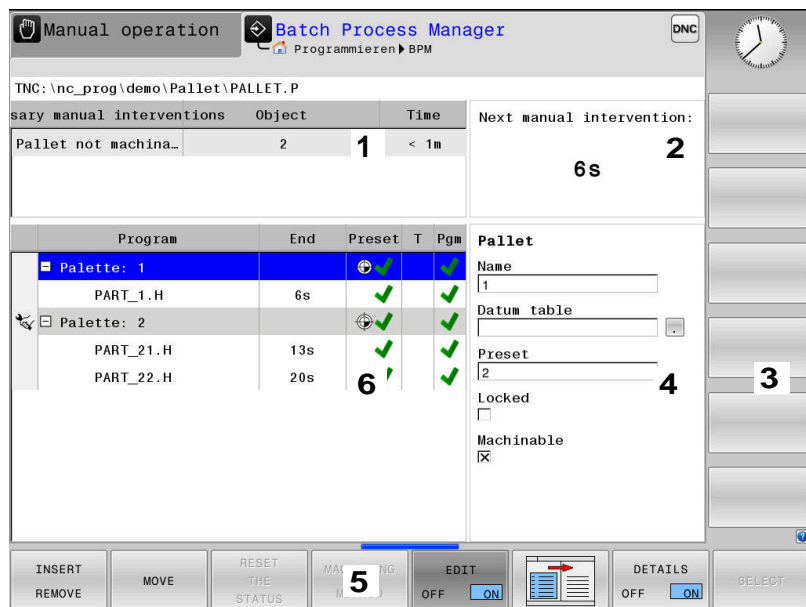 Manual operation
Batch Process Manager
Programmieren BPM
DNC
TNC:\nc_prog\demo\Pallet\PALLET.P
sary manual interventions Object Time
Pallet not machina… 2 < 1m
1
Next manual intervention:
2
6s
Program End Preset T Pgm
Palette: 1
PART_1.H 6s
Palette: 2
PART_21.H 13s
PART_22.H 20s
6
Pallet
Name
1
Datum table
.
Preset
2
4
Locked
Machinable
3
INSERT
REMOVE
MOVE
RESET
THE
STATUS
5
EDIT
OFF ON
DETAILS
OFF ON
SELECT